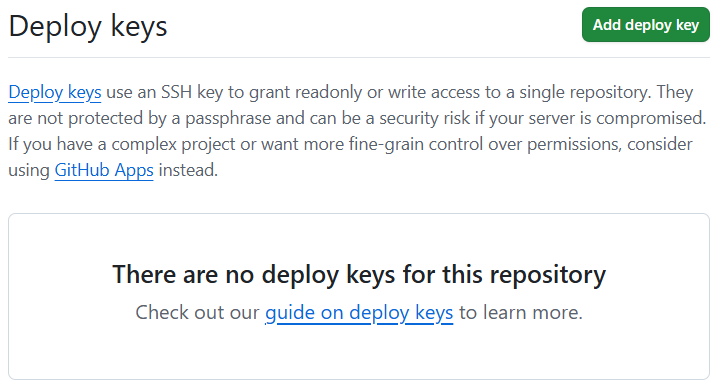 Deploy keys
Add deploy key
Deploy keys use an SSH key to grant readonly or write access to a single repository. They
are not protected by a passphrase and can be a security risk if your server is compromised.
If you have a complex project or want more fine-grain control over permissions, consider
using GitHub Apps instead.
There are no deploy keys for this repository
Check out our guide on deploy keys to learn more.